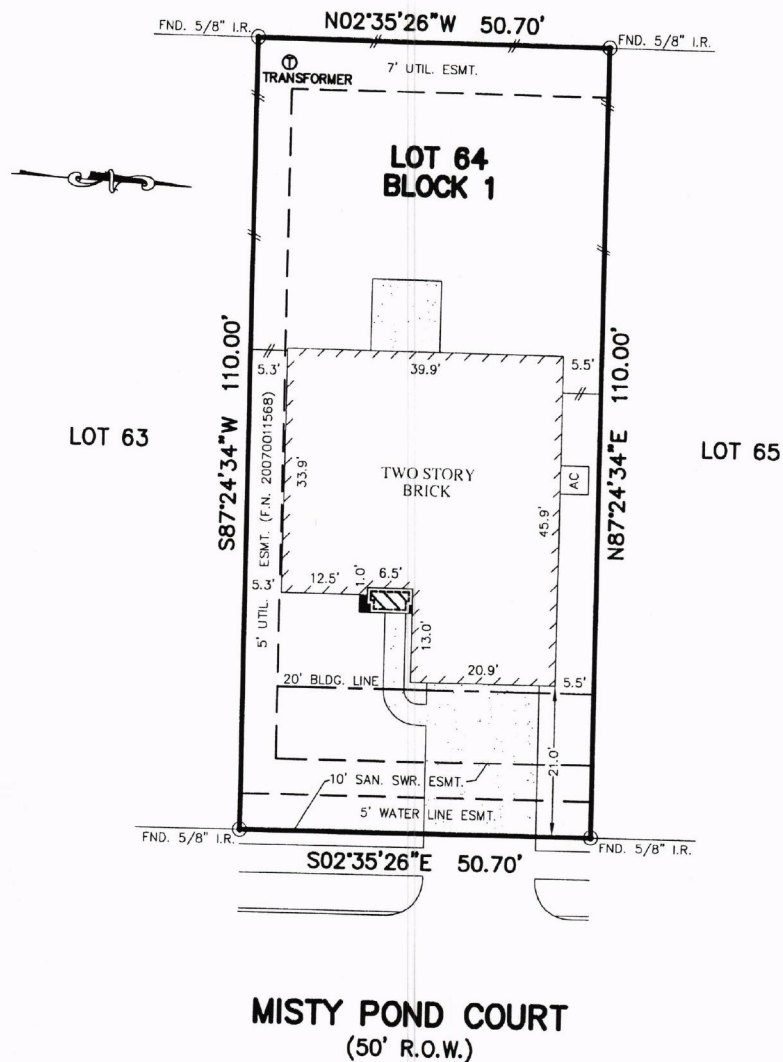 N02°35'26"W 50.70'
FND. 5/8" I.R.
FND. 5/8" I.R.
T
TRANSFORMER
7' UTIL. ESMT.
LOT 64
BLOCK 1
S87°24'34"W 110.00'
N87°24'34"E 110.00'
LOT 63
LOT 65
5.3'
39.9'
5.5'
5' UTIL. ESMT. (F.N. 20070011568)
33.9'
TWO STORY
BRICK
AC
45.9'
5.3'
12.5'
1.0'
6.5'
13.0'
20.9'
5.5'
20' BLDG. LINE
21.0'
10' SAN. SWR. ESMT.
5' WATER LINE ESMT.
FND. 5/8" I.R.
FND. 5/8" I.R.
S02°35'26"E 50.70'
MISTY POND COURT
(50' R.O.W.)